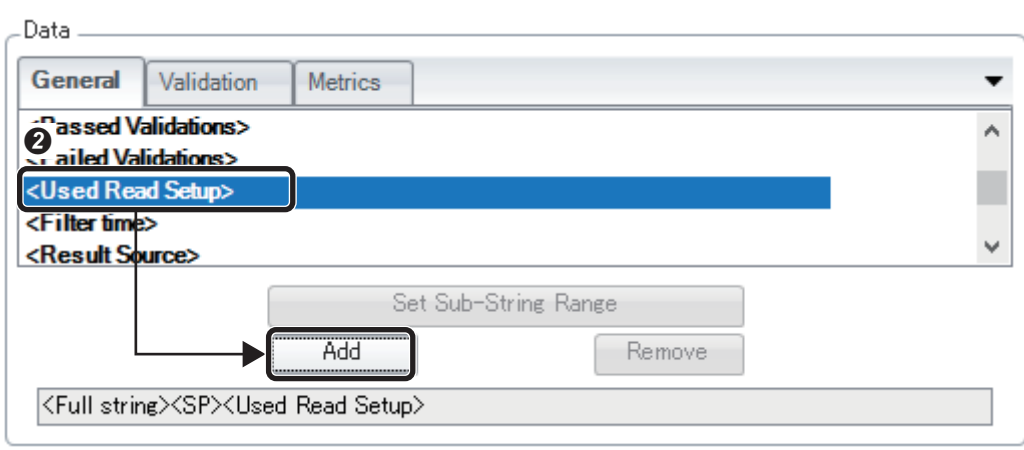 Data
General Validation Metrics
<Passed Validations>
2
<Failed Validations>
<Used Read Setup>
<Filter time>
<Result Source>
Set Sub-String Range
Add Remove
<Full string><SP><Used Read Setup>